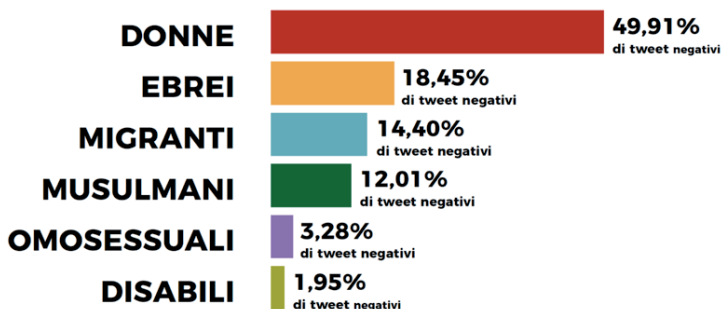 DONNE
49,91%
di tweet negativi
EBREI
18,45%
di tweet negativi
MIGRANTI
14,40%
di tweet negativi
MUSULMANI
12,01%
di tweet negativi
OMOSESSUALI
3,28%
di tweet negativi
DISABILI
1,95%
di tweet negativi